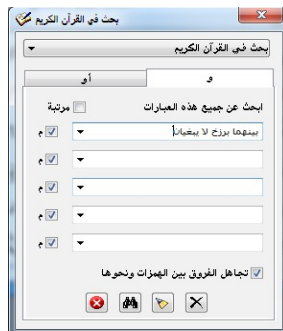 بحث في القرآن الكريم
بحث في القرآن الكريم
و أو
ابحث عن جميع هذه العبارات مرتبة
بينهما برزخ لا يبغيان م
م
م
م
م
تجاهل الفروق بين الهمزات ونحوها